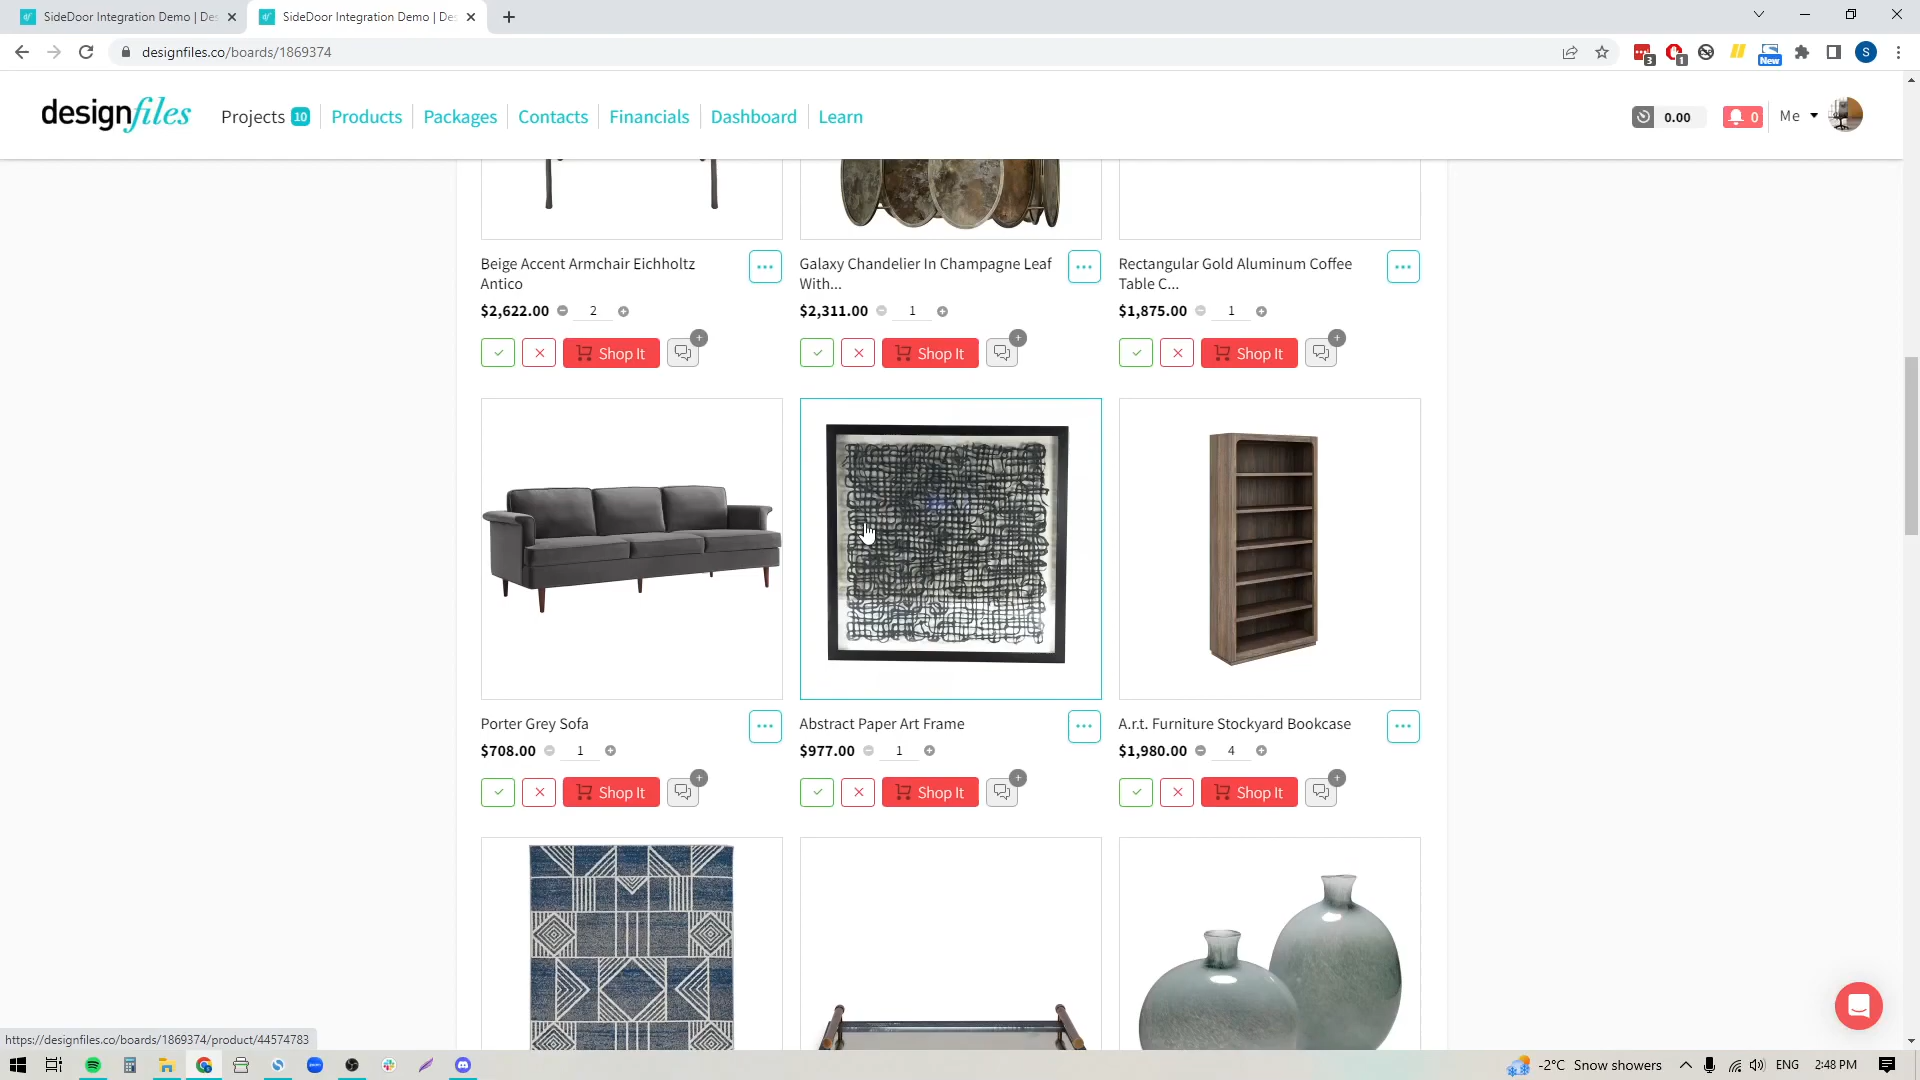 SideDoor Integration Demo | De
SideDoor Integration Demo | De
designfiles.co/boards/1869374
3
1
New
S
designfiles
Projects 10
Products
Packages
Contacts
Financials
Dashboard
Learn
0.00
0
Me
Beige Accent Armchair Eichholtz
Antico
$2,622.00 2
Shop It
Galaxy Chandelier In Champagne Leaf
With...
$2,311.00 1
Shop It
Rectangular Gold Aluminum Coffee
Table C...
$1,875.00 1
Shop It
Porter Grey Sofa
$708.00 1
Shop It
Abstract Paper Art Frame
$977.00 1
Shop It
A.r.t. Furniture Stockyard Bookcase
$1,980.00 4
Shop It
https://designfiles.co/boards/1869374/product/44574783
-2°C Snow showers
ENG
2:48 PM